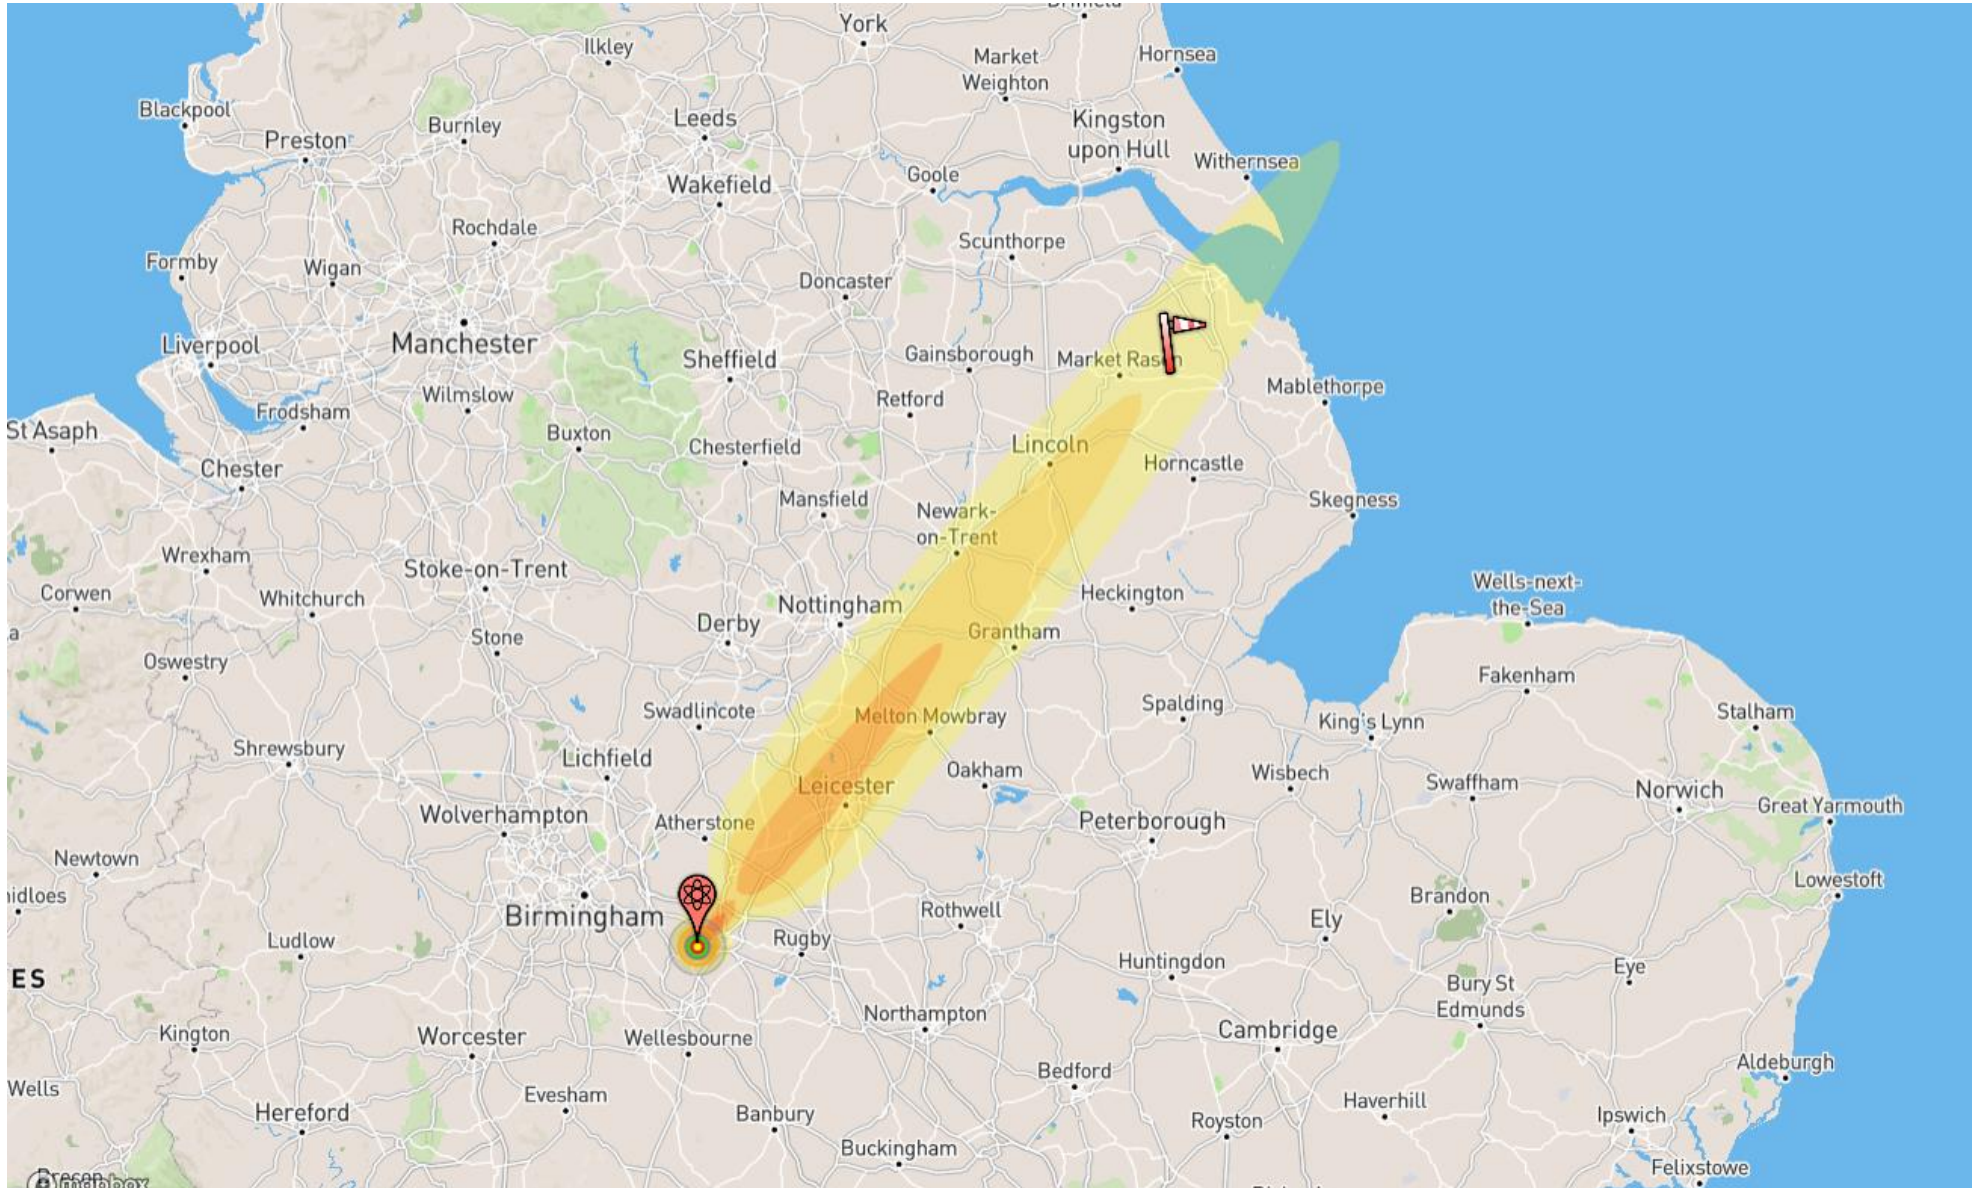 York
Ilkley
Market
Weighton
Hornsea
Blackpool
Preston
Burnley
Leeds
Kingston
upon Hull
Withernsea
Wakefield
Goole
Rochdale
Scunthorpe
Formby
Wigan
Doncaster
Liverpool
Manchester
Sheffield
Gainsborough
Market Rasen
Mablethorpe
Wilmslow
Retford
Frodsham
St Asaph
Buxton
Chesterfield
Lincoln
Horncastle
Chester
Mansfield
Newark-
on-Trent
Skegness
Wrexham
Stoke-on-Trent
Wells-next-
the-Sea
Corwen
Whitchurch
Nottingham
Heckington
a
Stone
Derby
Grantham
Oswestry
Fakenham
Swadlincote
Melton Mowbray
Spalding
King's Lynn
Stalham
Shrewsbury
Lichfield
Leicester
Oakham
Wisbech
Swaffham
Norwich
Great Yarmouth
Wolverhampton
Atherstone
Peterborough
Newtown
Lowestoft
nidloes
Birmingham
Rothwell
Ely
Brandon
Ludlow
Rugby
Huntingdon
Eye
ES
Bury St
Edmunds
Kington
Worcester
Wellesbourne
Northampton
Cambridge
Wells
Bedford
Aldeburgh
Hereford
Evesham
Banbury
Royston
Haverhill
Ipswich
Buckingham
Felixstowe
mapbox